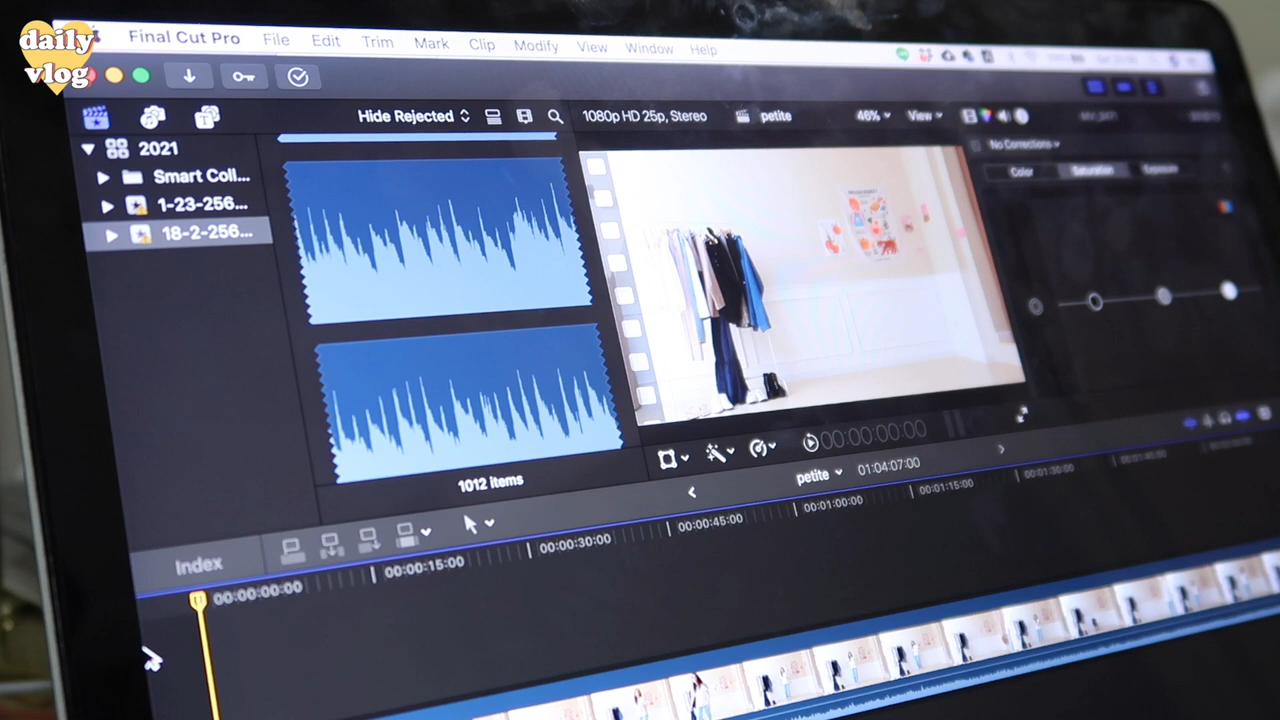 daily
vlog
Final Cut Pro File Edit Trim Mark Clip Modify View Window Help
Hide Rejected
1080p HD 25p, Stereo
petite
46%
View
No Corrections
Color Saturation Exposure
2021
Smart Coll...
1-23-256...
18-2-256...
1012 items
00:00:00:00
petite
01:04:07:00
Index
00:00:00:00
00:00:15:00
00:00:30:00
00:00:45:00
00:01:00:00
00:01:15:00
00:01:30:00
00:01:45:00